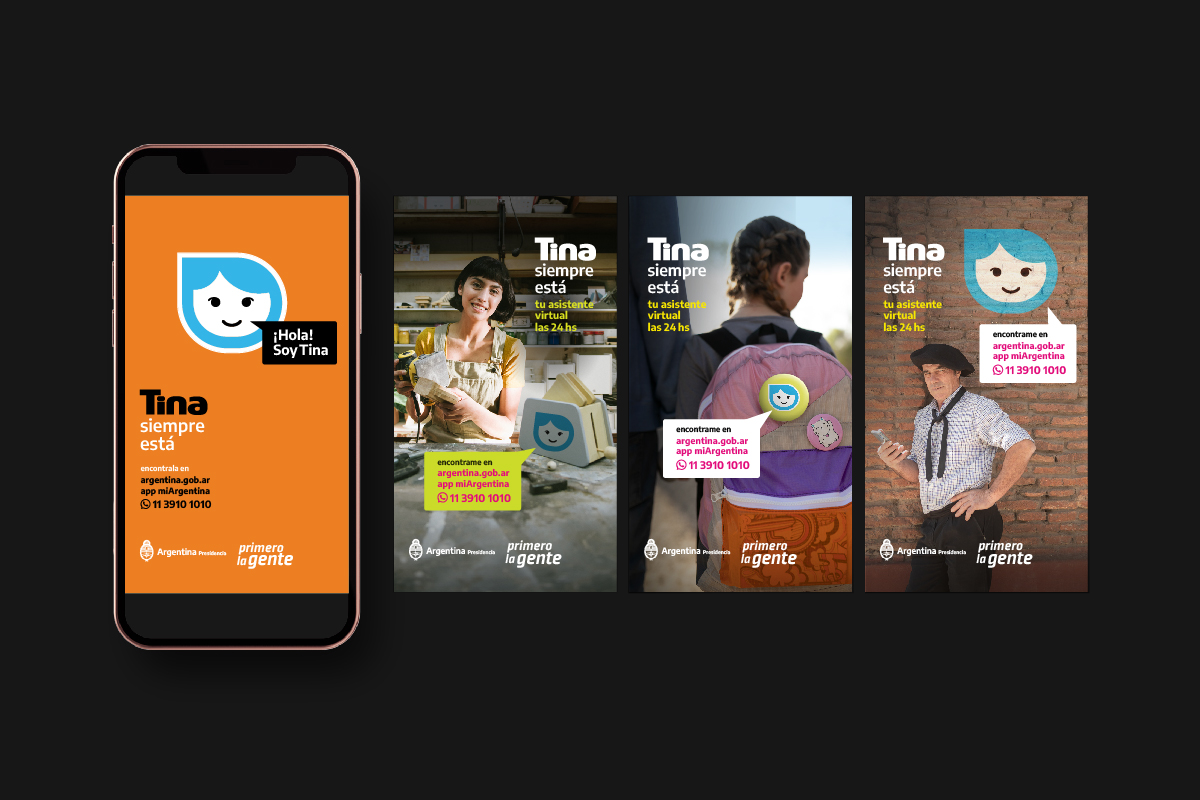 ¡Hola!
Soy Tina
Tina
siempre
está
encontrala en
argentina.gob.ar
app miArgentina
11 3910 1010
Argentina Presidencia
primero
la gente
Tina
siempre
está
tu asistente
virtual
las 24 hs
encontrame en
argentina.gob.ar
app miArgentina
11 3910 1010
Argentina Presidencia
primero
la gente
Tina
siempre
está
tu asistente
virtual
las 24 hs
encontrame en
argentina.gob.ar
app miArgentina
11 3910 1010
Argentina Presidencia
primero
la gente
Tina
siempre
está
tu asistente
virtual
las 24 hs
encontrame en
argentina.gob.ar
app miArgentina
11 3910 1010
Argentina Presidencia
primero
la gente